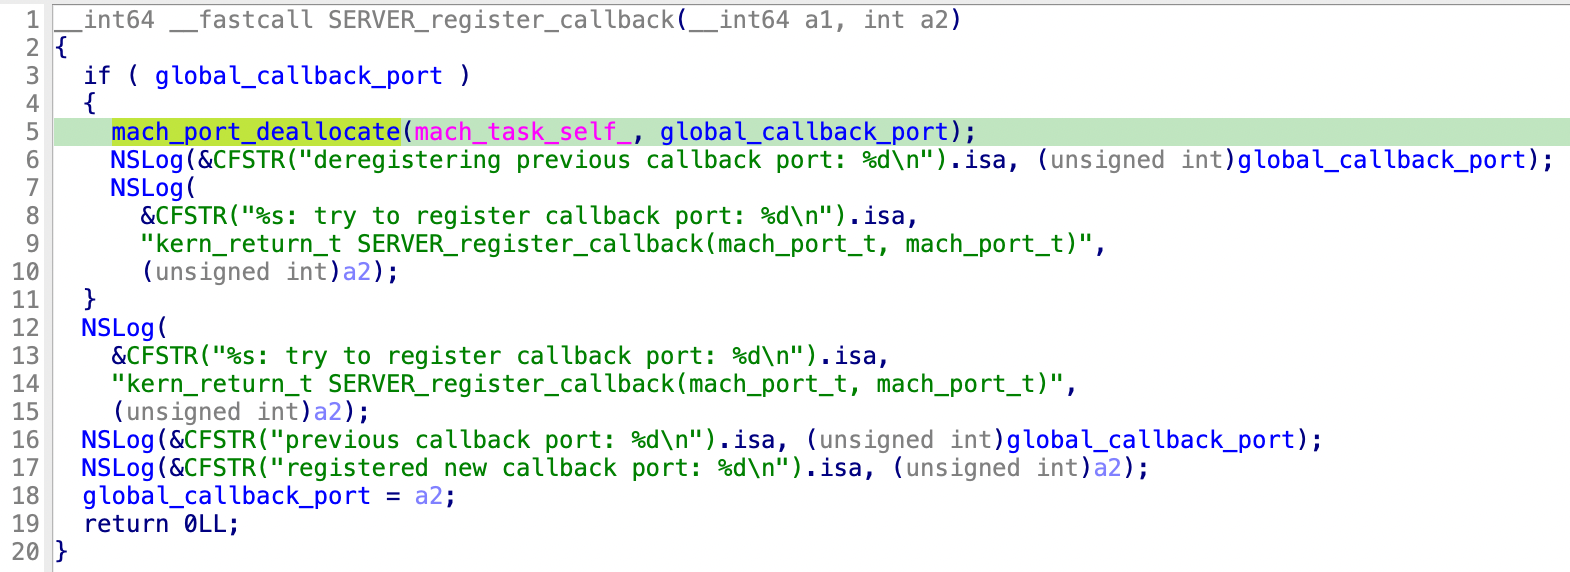 1 __int64 __fastcall SERVER_register_callback(__int64 a1, int a2)
2 {
3   if ( global_callback_port )
4   {
5     mach_port_deallocate(mach_task_self_, global_callback_port);
6     NSLog(&CFSTR("deregistering previous callback port: %d\n").isa, (unsigned int)global_callback_port);
7     NSLog(
8       &CFSTR("%s: try to register callback port: %d\n").isa,
9       "kern_return_t SERVER_register_callback(mach_port_t, mach_port_t)",
10       (unsigned int)a2);
11   }
12   NSLog(
13     &CFSTR("%s: try to register callback port: %d\n").isa,
14     "kern_return_t SERVER_register_callback(mach_port_t, mach_port_t)",
15     (unsigned int)a2);
16   NSLog(&CFSTR("previous callback port: %d\n").isa, (unsigned int)global_callback_port);
17   NSLog(&CFSTR("registered new callback port: %d\n").isa, (unsigned int)a2);
18   global_callback_port = a2;
19   return 0LL;
20 }